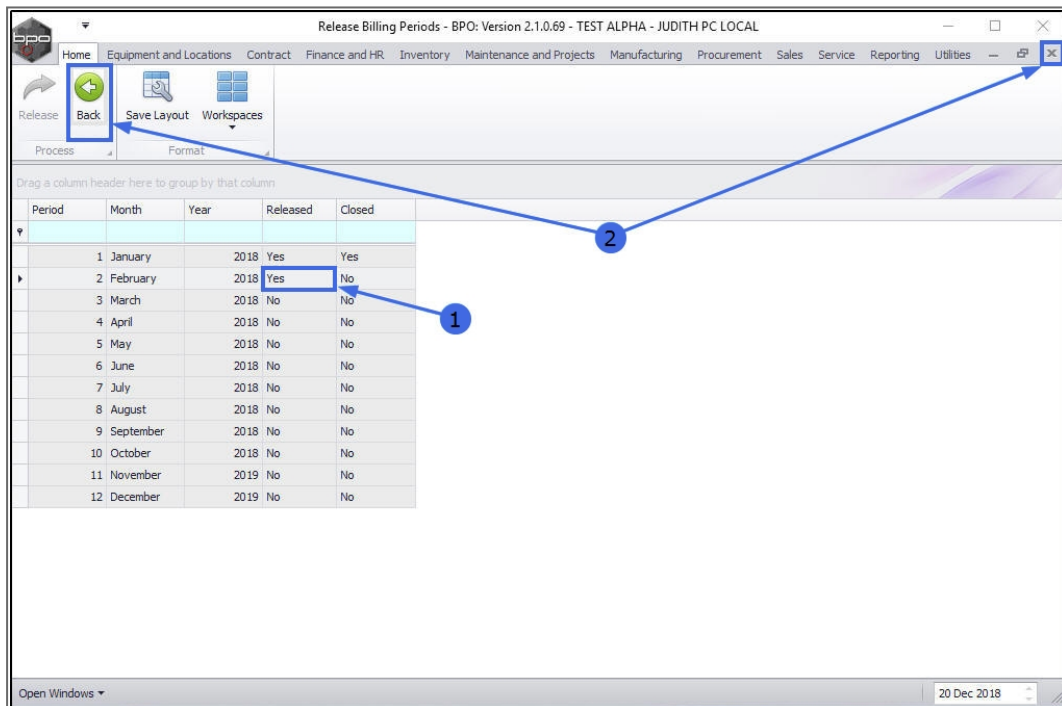 Release Billing Periods - BPO: Version 2.1.0.69 - TEST ALPHA - JUDITH PC LOCAL
bpo
Home Equipment and Locations Contract Finance and HR Inventory Maintenance and Projects Manufacturing Procurement Sales Service Reporting Utilities
Release Back Save Layout Workspaces
Process Format
Drag a column header here to group by that column
Period Month Year Released Closed
1 January 2018 Yes Yes
2 February 2018 Yes No
3 March 2018 No No
4 April 2018 No No
5 May 2018 No No
6 June 2018 No No
7 July 2018 No No
8 August 2018 No No
9 September 2018 No No
10 October 2018 No No
11 November 2019 No No
12 December 2019 No No
2
1
Open Windows 20 Dec 2018